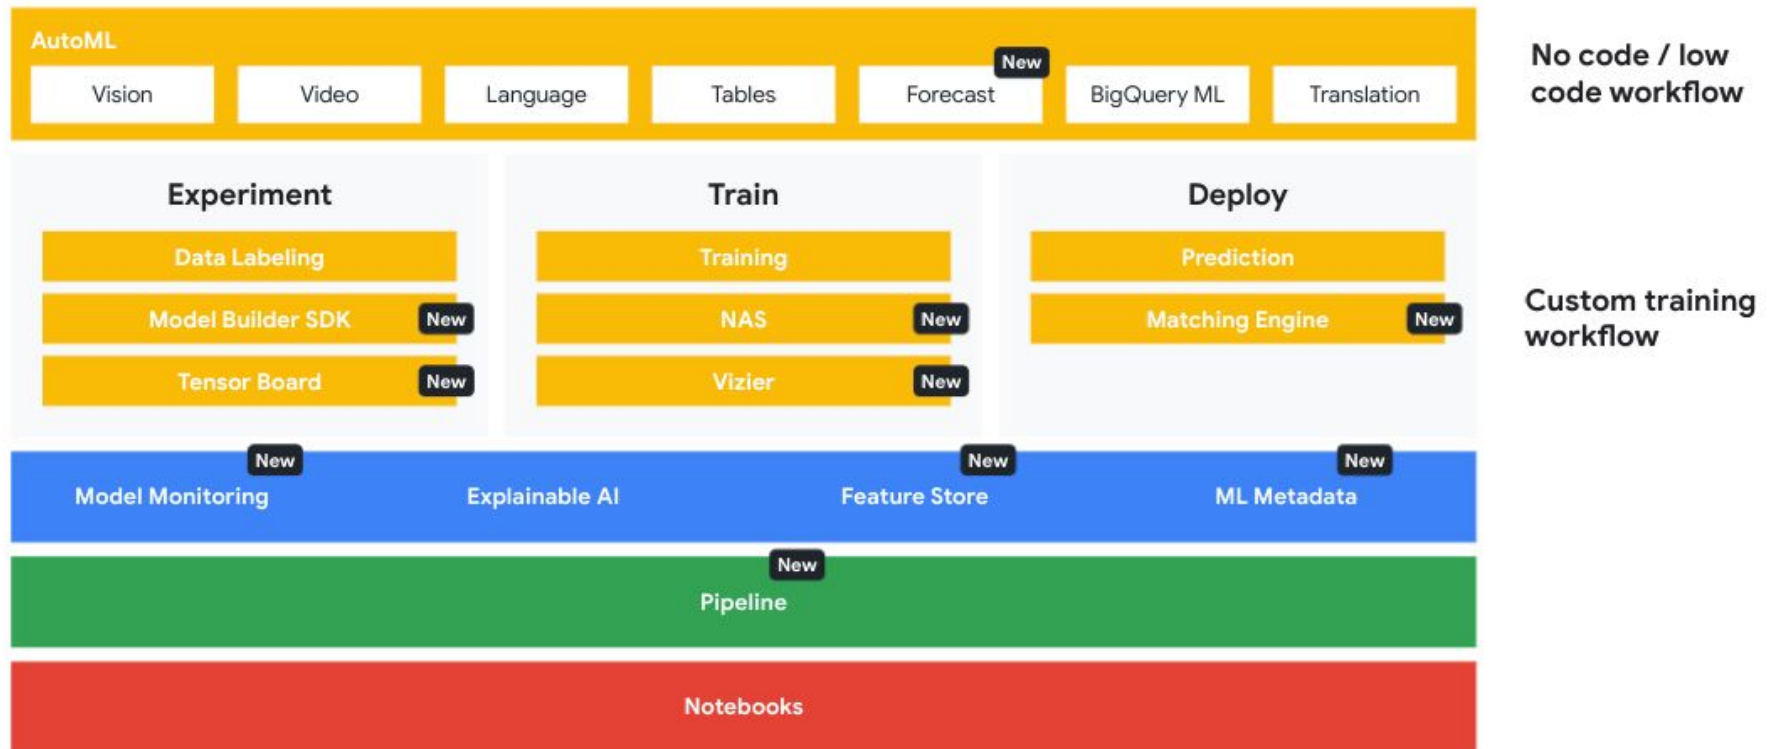 AutoML
New
Vision
Video
Language
Tables
Forecast
BigQuery ML
Translation
No code / low
code workflow
Experiment
Data Labeling
Model Builder SDK
New
Tensor Board
New
Train
Training
NAS
New
Vizier
New
Deploy
Prediction
Matching Engine
New
Custom training
workflow
New
Model Monitoring
Explainable AI
New
Feature Store
New
ML Metadata
New
Pipeline
Notebooks